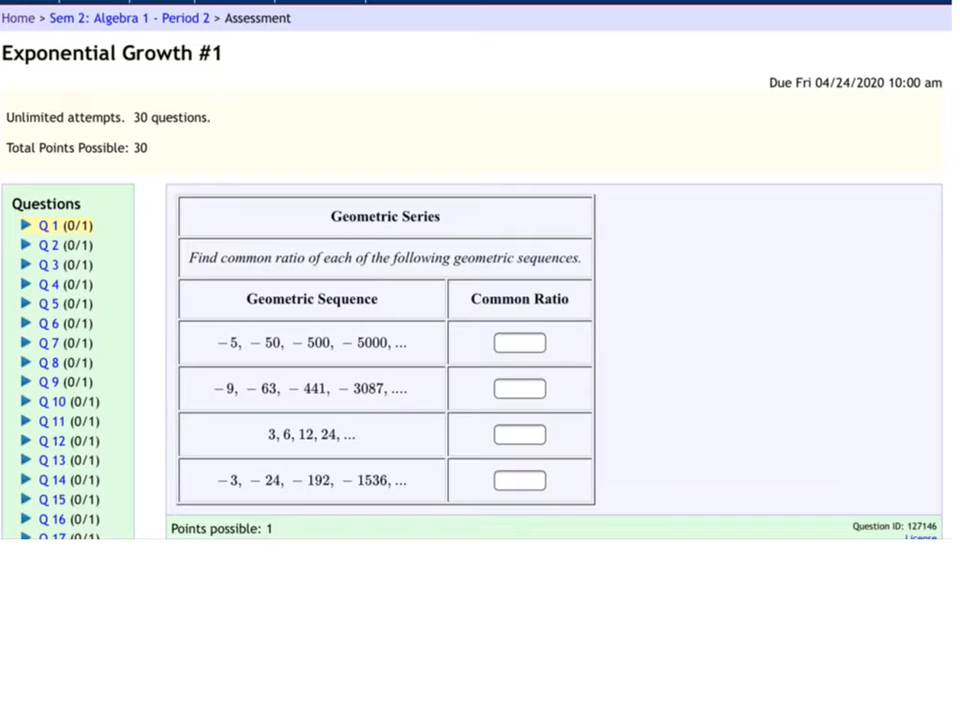 Home > Sem 2: Algebra 1 - Period 2 > Assessment
Exponential Growth #1
Due Fri 04/24/2020 10:00 am
Unlimited attempts. 30 questions.
Total Points Possible: 30
Questions
Q 1 (0/1)
Q 2 (0/1)
Q 3 (0/1)
Q 4 (0/1)
Q 5 (0/1)
Q 6 (0/1)
Q 7 (0/1)
Q 8 (0/1)
Q 9 (0/1)
Q 10 (0/1)
Q 11 (0/1)
Q 12 (0/1)
Q 13 (0/1)
Q 14 (0/1)
Q 15 (0/1)
Q 16 (0/1)
Q 17 (0/1)
Geometric Series
Find common ratio of each of the following geometric sequences.
Geometric Sequence Common Ratio
−5, −50, −500, −5000, ...
−9, −63, −441, −3087, ....
3, 6, 12, 24, ...
−3, −24, −192, −1536, ...
Points possible: 1
Question ID: 127146
License